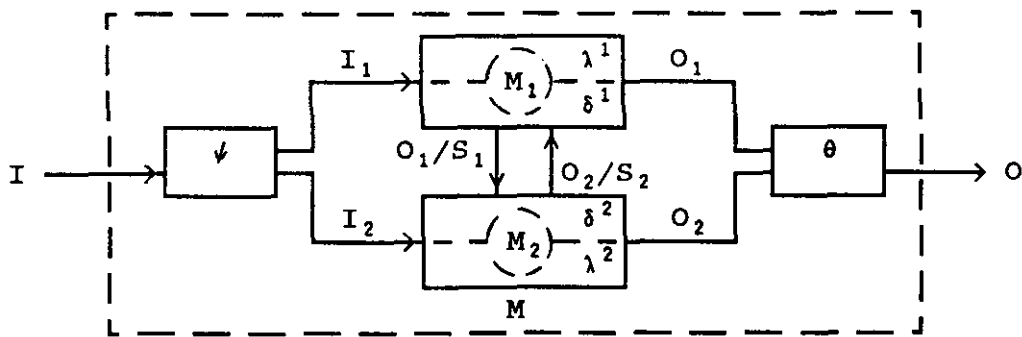 I₁
M₁
λ¹
δ¹
O₁
I
ψ
O₁/S₁
O₂/S₂
θ
O
I₂
M₂
δ²
λ²
O₂
M